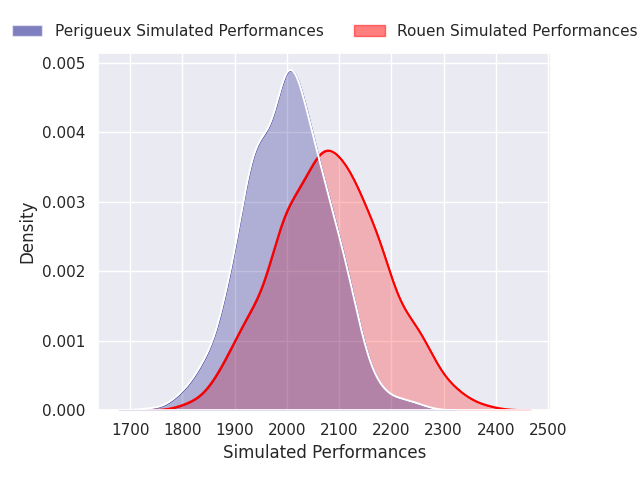 Perigueux Simulated Performances
Rouen Simulated Performances
0.005
0.004
0.003
0.002
0.001
0.000
Density
1700 1800 1900 2000 2100 2200 2300 2400 2500
Simulated Performances